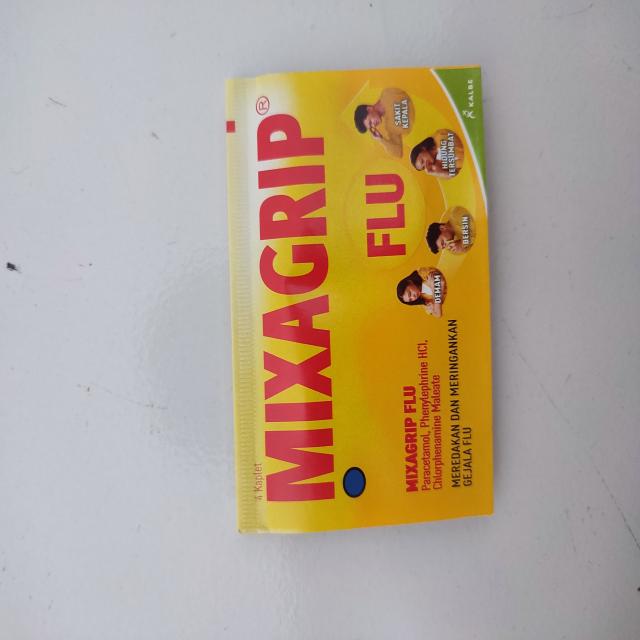 4 Kaplet
MIXAGRIP®
FLU
SAKIT
KEPALA
HIDUNG
TERSUMBAT
BERSIN
DEMAM
KALBE
MIXAGRIP FLU
Paracetamol, Phenylephrine HCl,
Chlorphenamine Maleate
MEREDAKAN DAN MERINGANKAN
GEJALA FLU